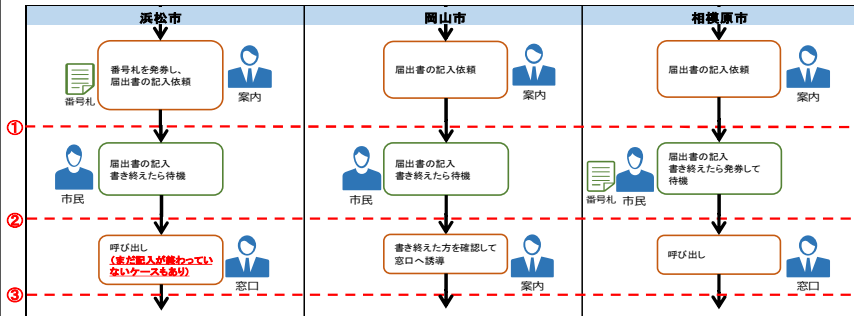 浜松市
岡山市
相模原市
番号札を発券し、
届出書の記入依頼
番号札
案内
届出書の記入依頼
案内
届出書の記入依頼
案内
①
届出書の記入
書き終えたら待機
市民
届出書の記入
書き終えたら待機
市民
届出書の記入
書き終えたら発券して
待機
番号札
市民
②
呼び出し
(まだ記入が終わってい
ないケースもあり)
窓口
書き終えた方を確認して
窓口へ誘導
案内
呼び出し
窓口
③